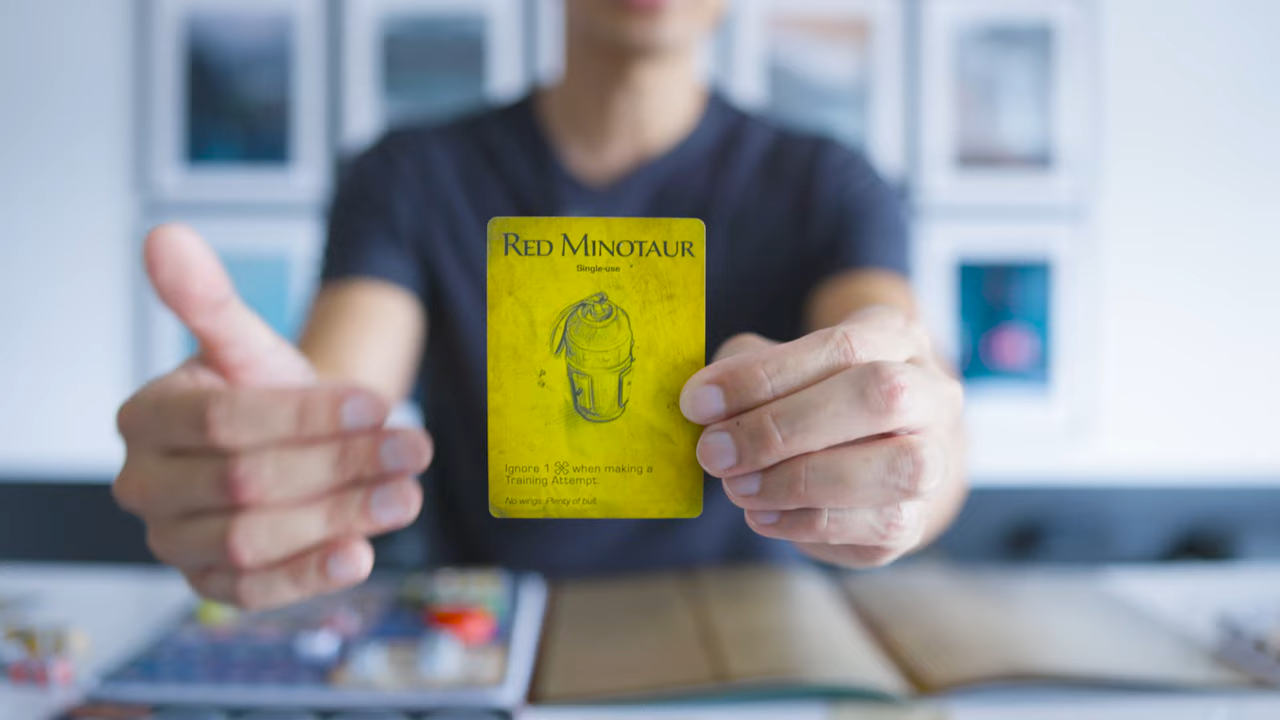 RED MINOTAUR
Single-use
Ignore 1 when making a
Training Attempt.
No wings. Plenty of bull.